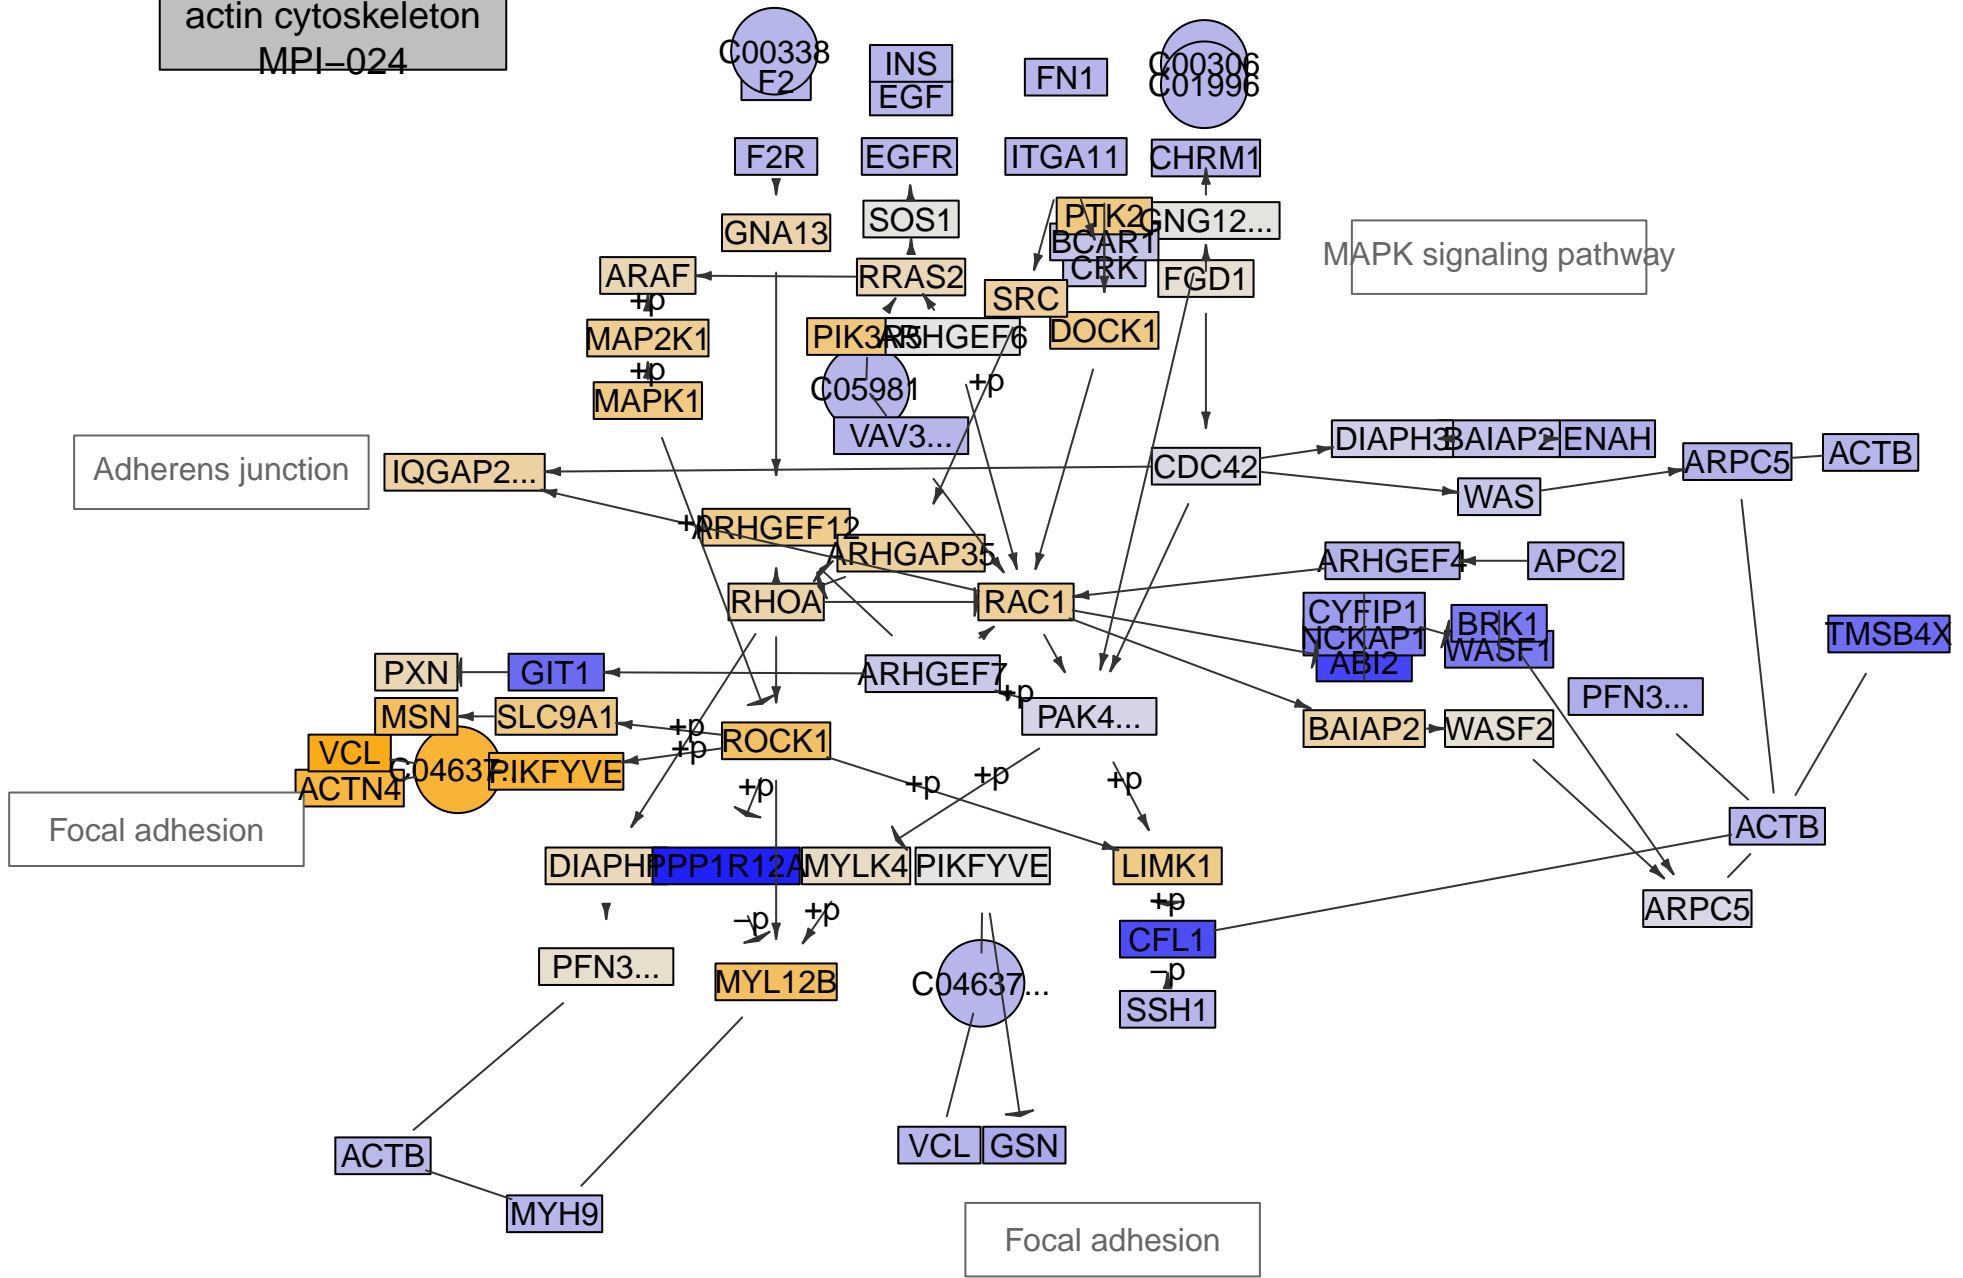 actin cytoskeleton
MPI−024
C00338
F2
INS
EGF
FN1
C00306
C01996
F2R
EGFR
ITGA11
CHRM1
GNA13
SOS1
PTK2
GNG12...
BCAR1
CRK
MAPK signaling pathway
ARAF
RRAS2
SRC
FGD1
+p
MAP2K1
PIK3R5
ARHGEF6
DOCK1
+p
MAPK1
C05981
+p
VAV3...
DIAPH3
BAIAP2
ENAH
ARPC5
ACTB
Adherens junction
IQGAP2...
CDC42
WAS
+p
ARHGEF12
ARHGAP35
ARHGEF4
APC2
RHOA
RAC1
CYFIP1
NCKAP1
ABI2
BRK1
WASF1
TMSB4X
PXN
GIT1
ARHGEF7
+p
PFN3...
MSN
SLC9A1
+p
ROCK1
PAK4...
BAIAP2
WASF2
VCL
ACTN4
C04637...
PIKFYVE
+p
+p
+p
+p
+p
Focal adhesion
ACTB
DIAPH1
PPP1R12A
MYLK4
PIKFYVE
LIMK1
−p
+p
+p
ARPC5
CFL1
PFN3...
MYL12B
C04637...
−p
SSH1
ACTB
VCL
GSN
MYH9
Focal adhesion